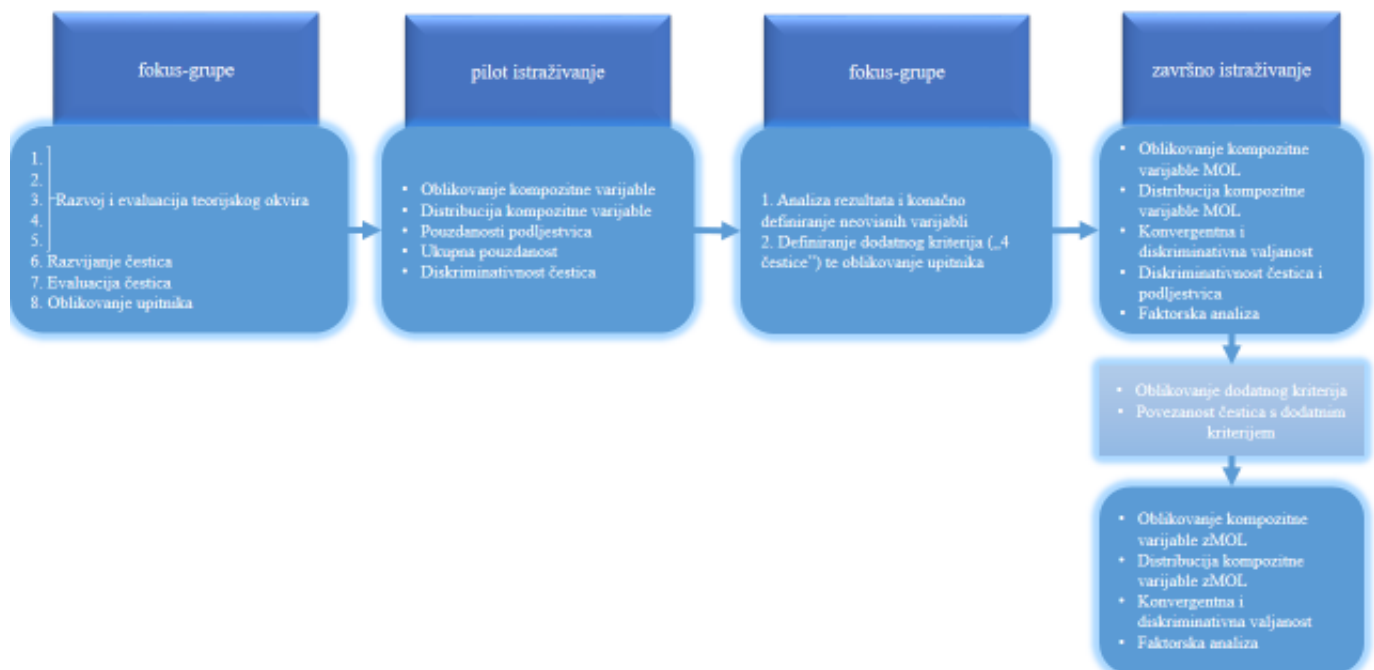 fokus-grupe
1.
2.
3. Razvoj i evaluacija teorijskog okvira
4.
5.
6. Razvijanje čestica
7. Evaluacija čestica
8. Oblikovanje upitnika
pilot istraživanje
• Oblikovanje kompozitne varijable
• Distribucija kompozitne varijable
• Pouzdanosti podljestvica
• Ukupna pouzdanost
• Diskriminativnost čestica
fokus-grupe
1. Analiza rezultata i konačno
definiranje neovisnih varijabli
2. Definiranje dodatnog kriterija („4
čestice”) te oblikovanje upitnika
završno istraživanje
• Oblikovanje kompozitne
varijable MOL
• Distribucija kompozitne
varijable MOL
• Konvergentna i
diskriminativna valjanost
• Diskriminativnost čestica i
podljestvica
• Faktorska analiza
• Oblikovanje dodatnog kriterija
• Povezanost čestica s dodatnim
kriterijem
• Oblikovanje kompozitne
varijable zMOL
• Distribucija kompozitne
varijable zMOL
• Konvergentna i
diskriminativna valjanost
• Faktorska analiza